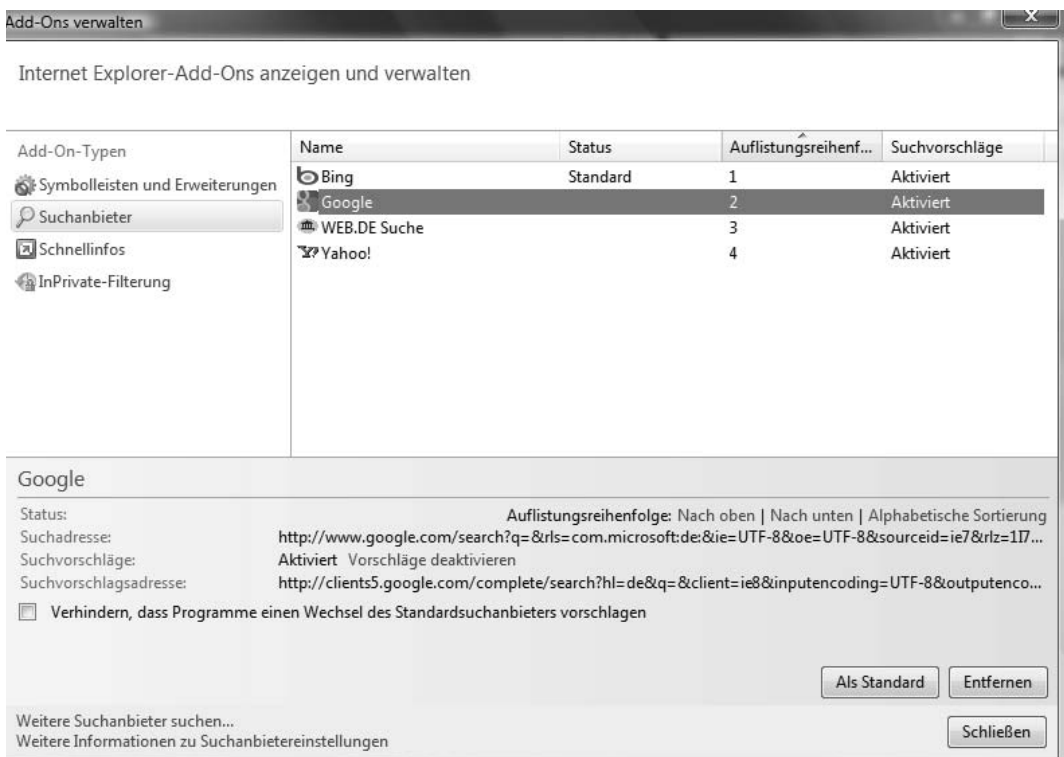 Add-Ons verwalten
X
Internet Explorer-Add-Ons anzeigen und verwalten
Add-On-Typen
Symbolleisten und Erweiterungen
Suchanbieter
Schnellinfos
InPrivate-Filterung
Name Status Auflistungsreihenf... Suchvorschläge
Bing Standard 1 Aktiviert
Google 2 Aktiviert
WEB.DE Suche 3 Aktiviert
Yahoo! 4 Aktiviert
Google
Status: Auflistungsreihenfolge: Nach oben | Nach unten | Alphabetische Sortierung
Suchadresse: http://www.google.com/search?q=&rls=com.microsoft:de:&ie=UTF-8&oe=UTF-8&sourceid=ie7&rlz=1I7...
Suchvorschläge: Aktiviert Vorschläge deaktivieren
Suchvorschlagsadresse: http://clients5.google.com/complete/search?hl=de&q=&client=ie8&inputencoding=UTF-8&outputenco...
Verhindern, dass Programme einen Wechsel des Standardsuchanbieters vorschlagen
Als Standard Entfernen
Weitere Suchanbieter suchen...
Weitere Informationen zu Suchanbietereinstellungen
Schließen